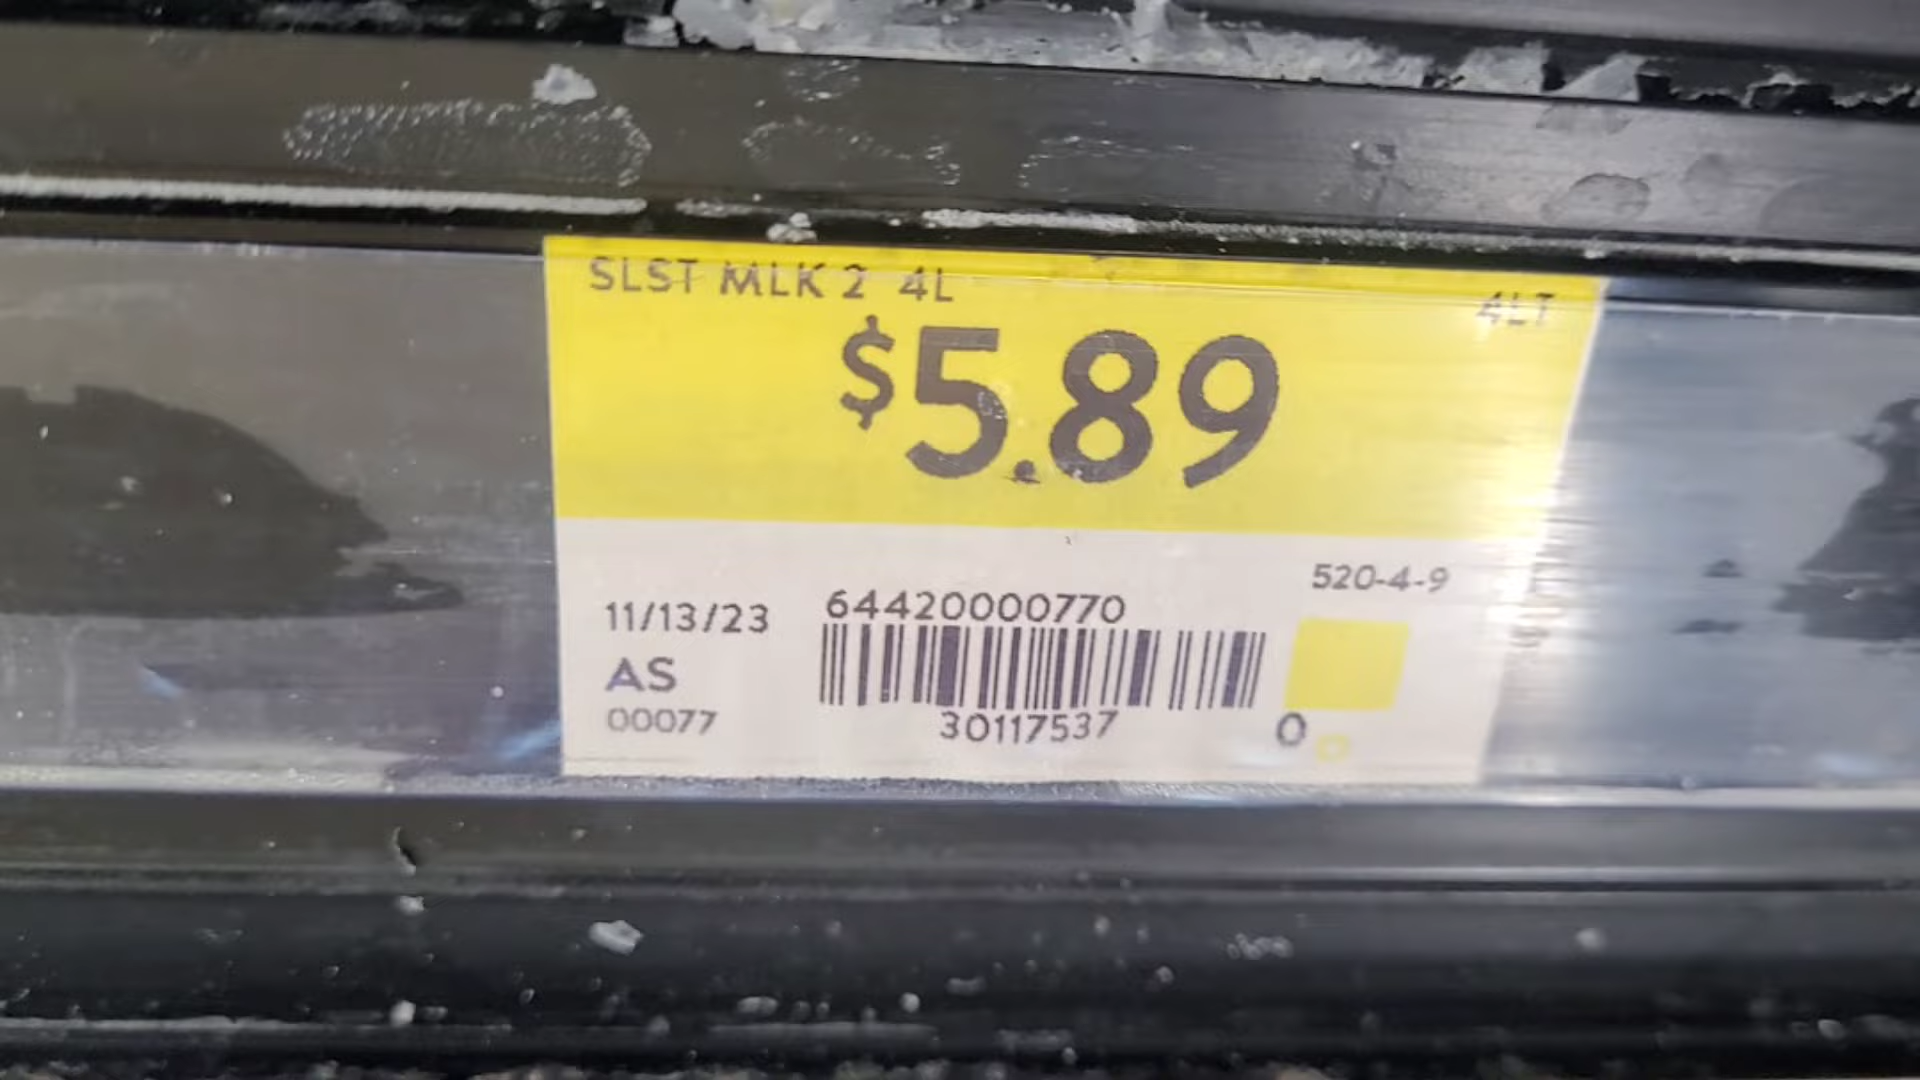 SLST MLK 2 4L
4LT
$5.89
520-4-9
11/13/23
64420000770
AS
00077
30117537
0